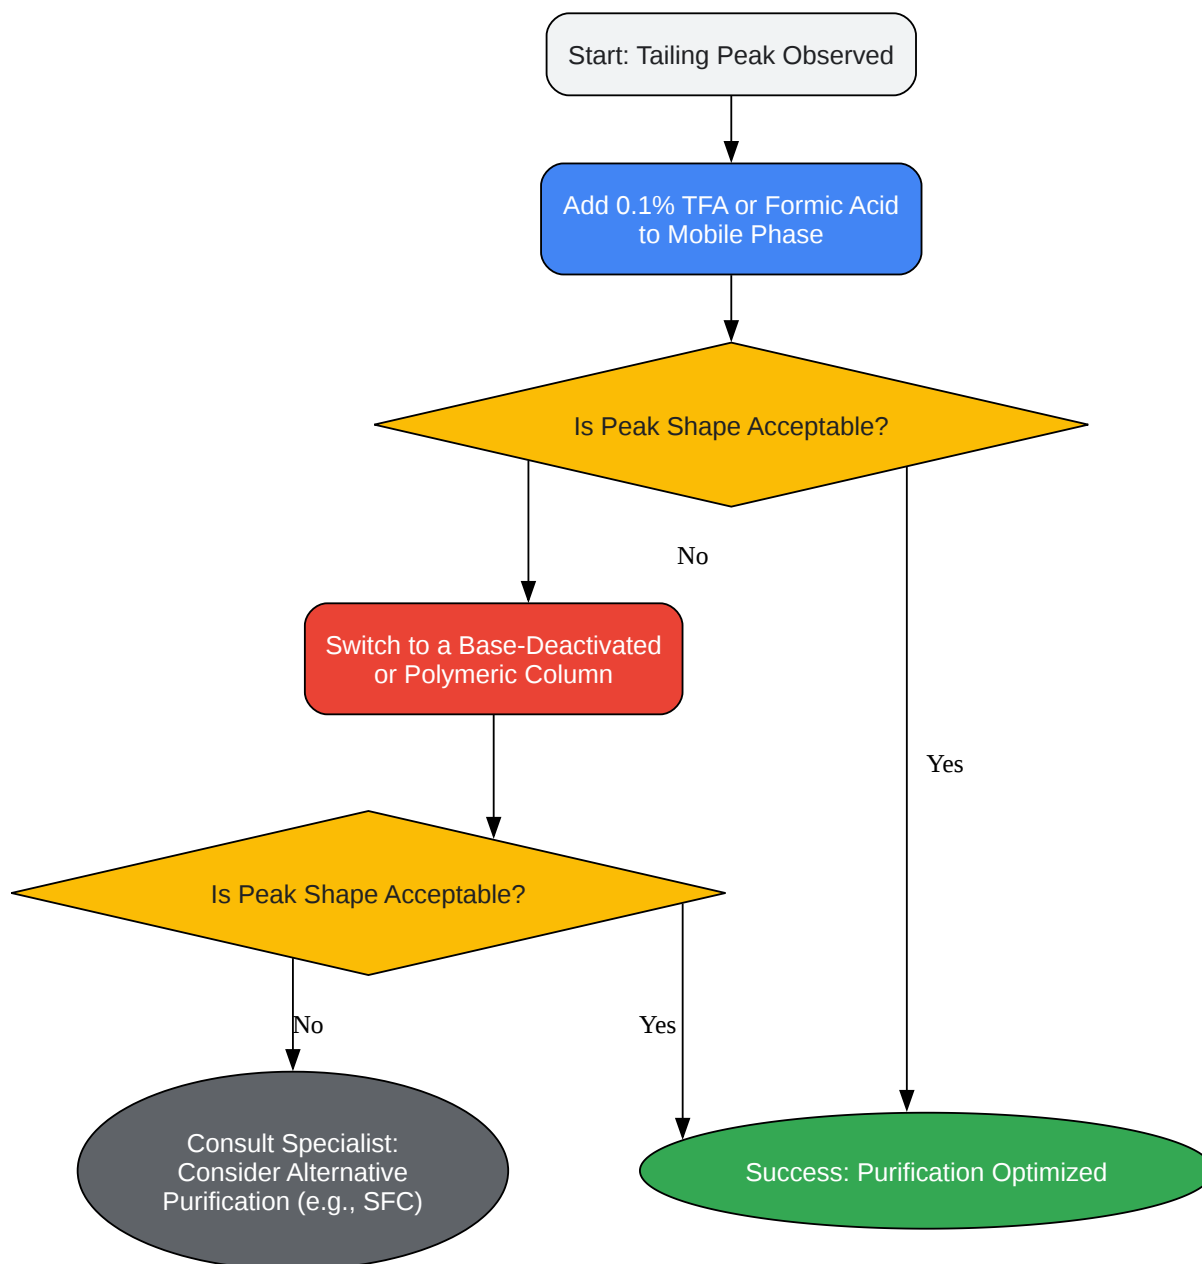 Start: Tailing Peak Observed
Add 0.1% TFA or Formic Acid
to Mobile Phase
Is Peak Shape Acceptable?
No
Switch to a Base-Deactivated
or Polymeric Column
Yes
Is Peak Shape Acceptable?
No
Yes
Consult Specialist:
Consider Alternative
Purification (e.g., SFC)
Success: Purification Optimized